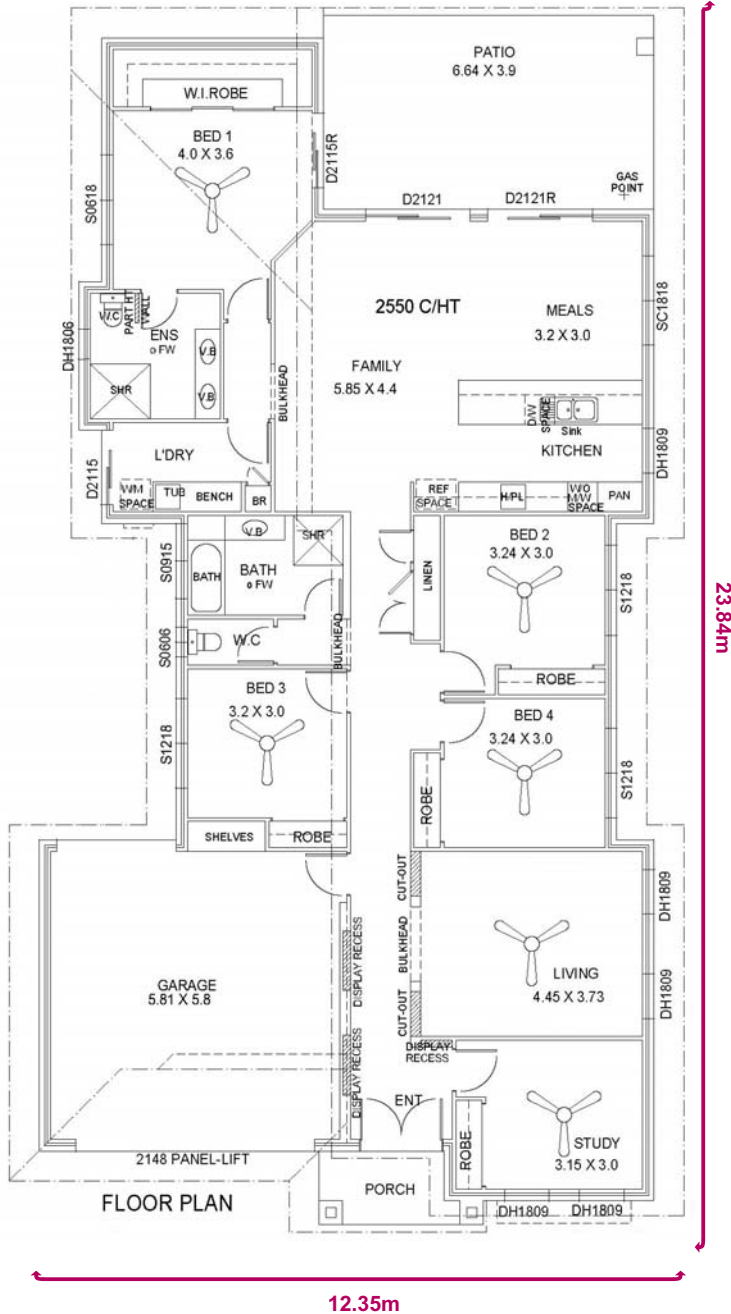 PATIO
6.64 X 3.9
W.I.ROBE
BED 1
4.0 X 3.6
D2115R
S0618
GAS
POINT
D2121
D2121R
2550 C/HT
MEALS
3.2 X 3.0
SC1818
PART HT
WALL
W.C
ENS
o FW
V.B
V.B
SHR
DH1806
BULKHEAD
FAMILY
5.85 X 4.4
D/W
SPACE
Sink
KITCHEN
DH1809
L'DRY
D2115
WM
SPACE
TUB
BENCH
BR
REF
SPACE
H/PL
W/O
M/W
SPACE
PAN
S0915
V.B
SHR
BATH
BATH
o FW
LINEN
BED 2
3.24 X 3.0
S1218
S0606
W.C
BULKHEAD
ROBE
BED 3
3.2 X 3.0
S1218
BED 4
3.24 X 3.0
S1218
ROBE
SHELVES
ROBE
23.84m
CUT-OUT
DH1809
DISPLAY RECESS
BULKHEAD
LIVING
4.45 X 3.73
DH1809
GARAGE
5.81 X 5.8
CUT-OUT
DISPLAY
RECESS
DISPLAY RECESS
ENT
STUDY
3.15 X 3.0
ROBE
2148 PANEL-LIFT
PORCH
FLOOR PLAN
DH1809
DH1809
12.35m